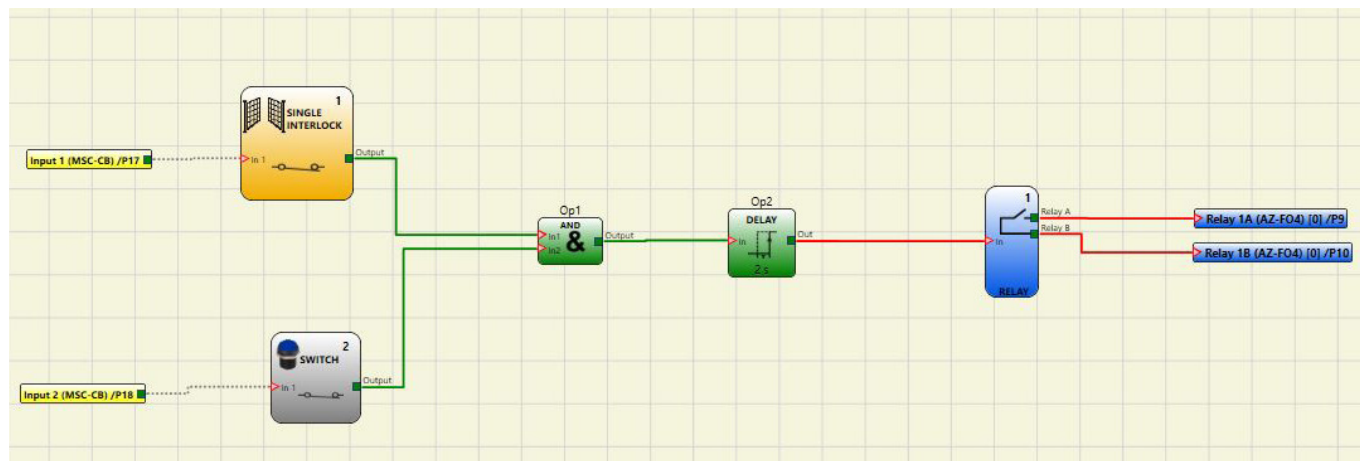 1
SINGLE
INTERLOCK
Input 1 (MSC-CB) /P17
In 1
Output
Op1
AND
In1
&
In2
Output
Op2
DELAY
In
Out
2 s
1
Relay A
Relay B
In
RELAY
Relay 1A (AZ-FO4) [0] /P9
Relay 1B (AZ-FO4) [0] /P10
2
SWITCH
Input 2 (MSC-CB) /P18
In 1
Output